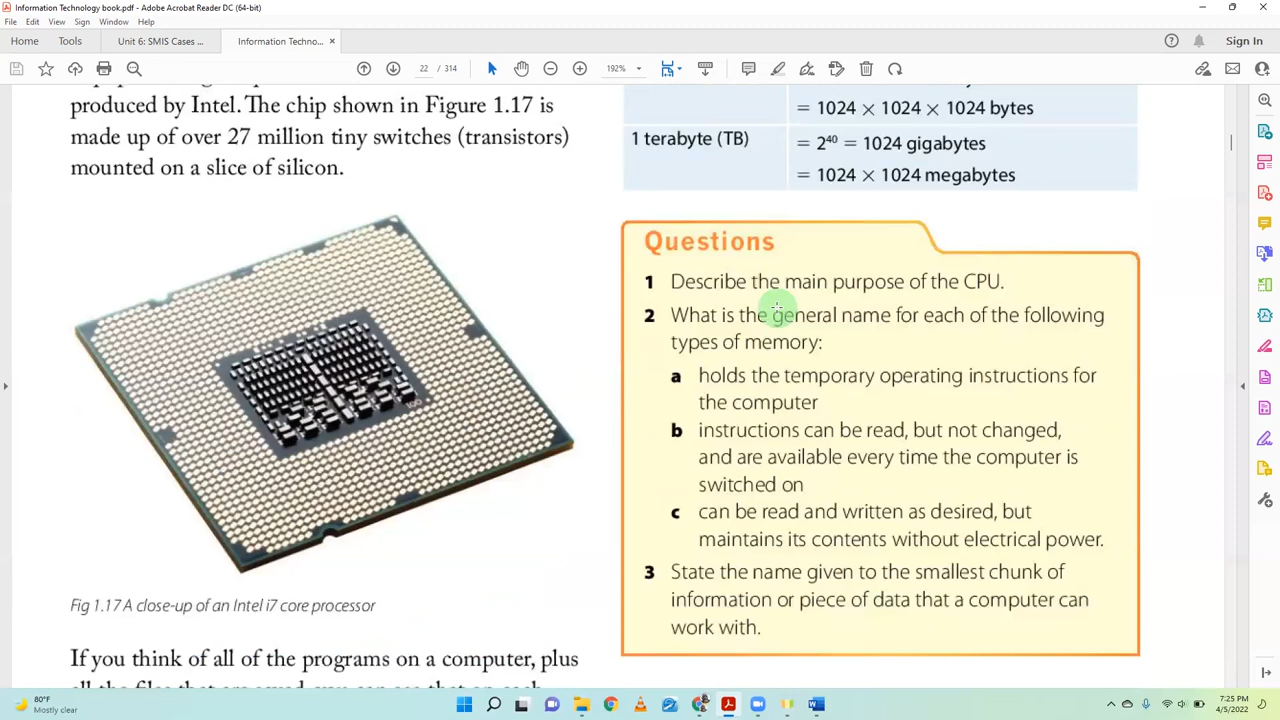 Information Technology book.pdf - Adobe Acrobat Reader DC (64-bit)
File Edit View Sign Window Help
Home Tools Unit 6: SMIS Cases ... Information Techno... × Sign In
22 / 314 192%
produced by Intel. The chip shown in Figure 1.17 is
made up of over 27 million tiny switches (transistors)
mounted on a slice of silicon.
Fig 1.17 A close-up of an Intel i7 core processor
If you think of all of the programs on a computer, plus
= 1024 × 1024 × 1024 bytes
1 terabyte (TB) = 2⁴⁰ = 1024 gigabytes
= 1024 × 1024 megabytes
Questions
1 Describe the main purpose of the CPU.
2 What is the general name for each of the following
types of memory:
a holds the temporary operating instructions for
the computer
b instructions can be read, but not changed,
and are available every time the computer is
switched on
c can be read and written as desired, but
maintains its contents without electrical power.
3 State the name given to the smallest chunk of
information or piece of data that a computer can
work with.
80°F
Mostly clear
7:25 PM
4/5/2022